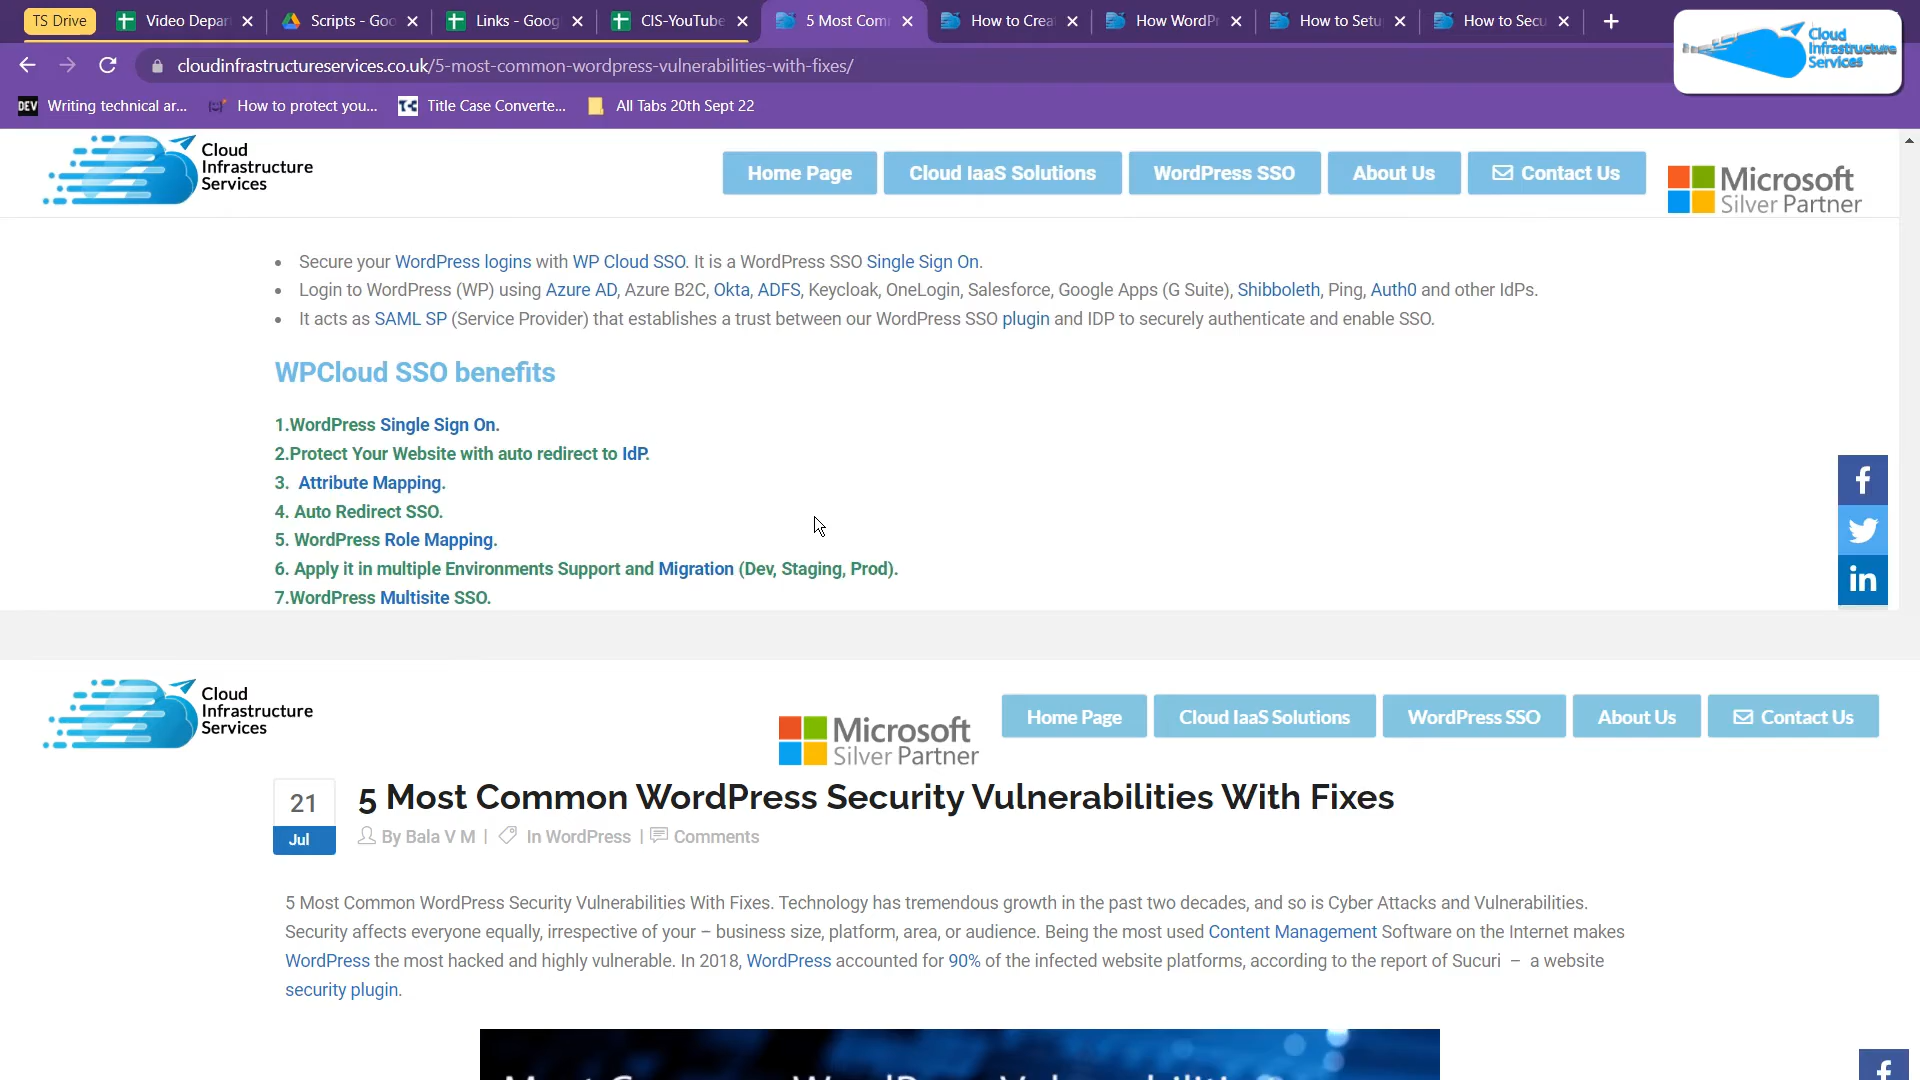 TS Drive
Video Depar
Scripts - Goo
Links - Goog
CIS-YouTube
5 Most Com
How to Crea
How WordPr
How to Setu
How to Secu
Cloud
Infrastructure
Services
cloudinfrastructureservices.co.uk/5-most-common-wordpress-vulnerabilities-with-fixes/
DEV Writing technical ar...
How to protect you...
Title Case Converte...
All Tabs 20th Sept 22
Cloud
Infrastructure
Services
Home Page
Cloud IaaS Solutions
WordPress SSO
About Us
Contact Us
Microsoft
Silver Partner
Secure your WordPress logins with WP Cloud SSO. It is a WordPress SSO Single Sign On.
Login to WordPress (WP) using Azure AD, Azure B2C, Okta, ADFS, Keycloak, OneLogin, Salesforce, Google Apps (G Suite), Shibboleth, Ping, Auth0 and other IdPs.
It acts as SAML SP (Service Provider) that establishes a trust between our WordPress SSO plugin and IDP to securely authenticate and enable SSO.
WPCloud SSO benefits
1.WordPress Single Sign On.
2.Protect Your Website with auto redirect to IdP.
3. Attribute Mapping.
4. Auto Redirect SSO.
5. WordPress Role Mapping.
6. Apply it in multiple Environments Support and Migration (Dev, Staging, Prod).
7.WordPress Multisite SSO.
Cloud
Infrastructure
Services
Microsoft
Silver Partner
Home Page
Cloud IaaS Solutions
WordPress SSO
About Us
Contact Us
21
Jul
5 Most Common WordPress Security Vulnerabilities With Fixes
By Bala V M | In WordPress | Comments
5 Most Common WordPress Security Vulnerabilities With Fixes. Technology has tremendous growth in the past two decades, and so is Cyber Attacks and Vulnerabilities.
Security affects everyone equally, irrespective of your – business size, platform, area, or audience. Being the most used Content Management Software on the Internet makes
WordPress the most hacked and highly vulnerable. In 2018, WordPress accounted for 90% of the infected website platforms, according to the report of Sucuri – a website
security plugin.